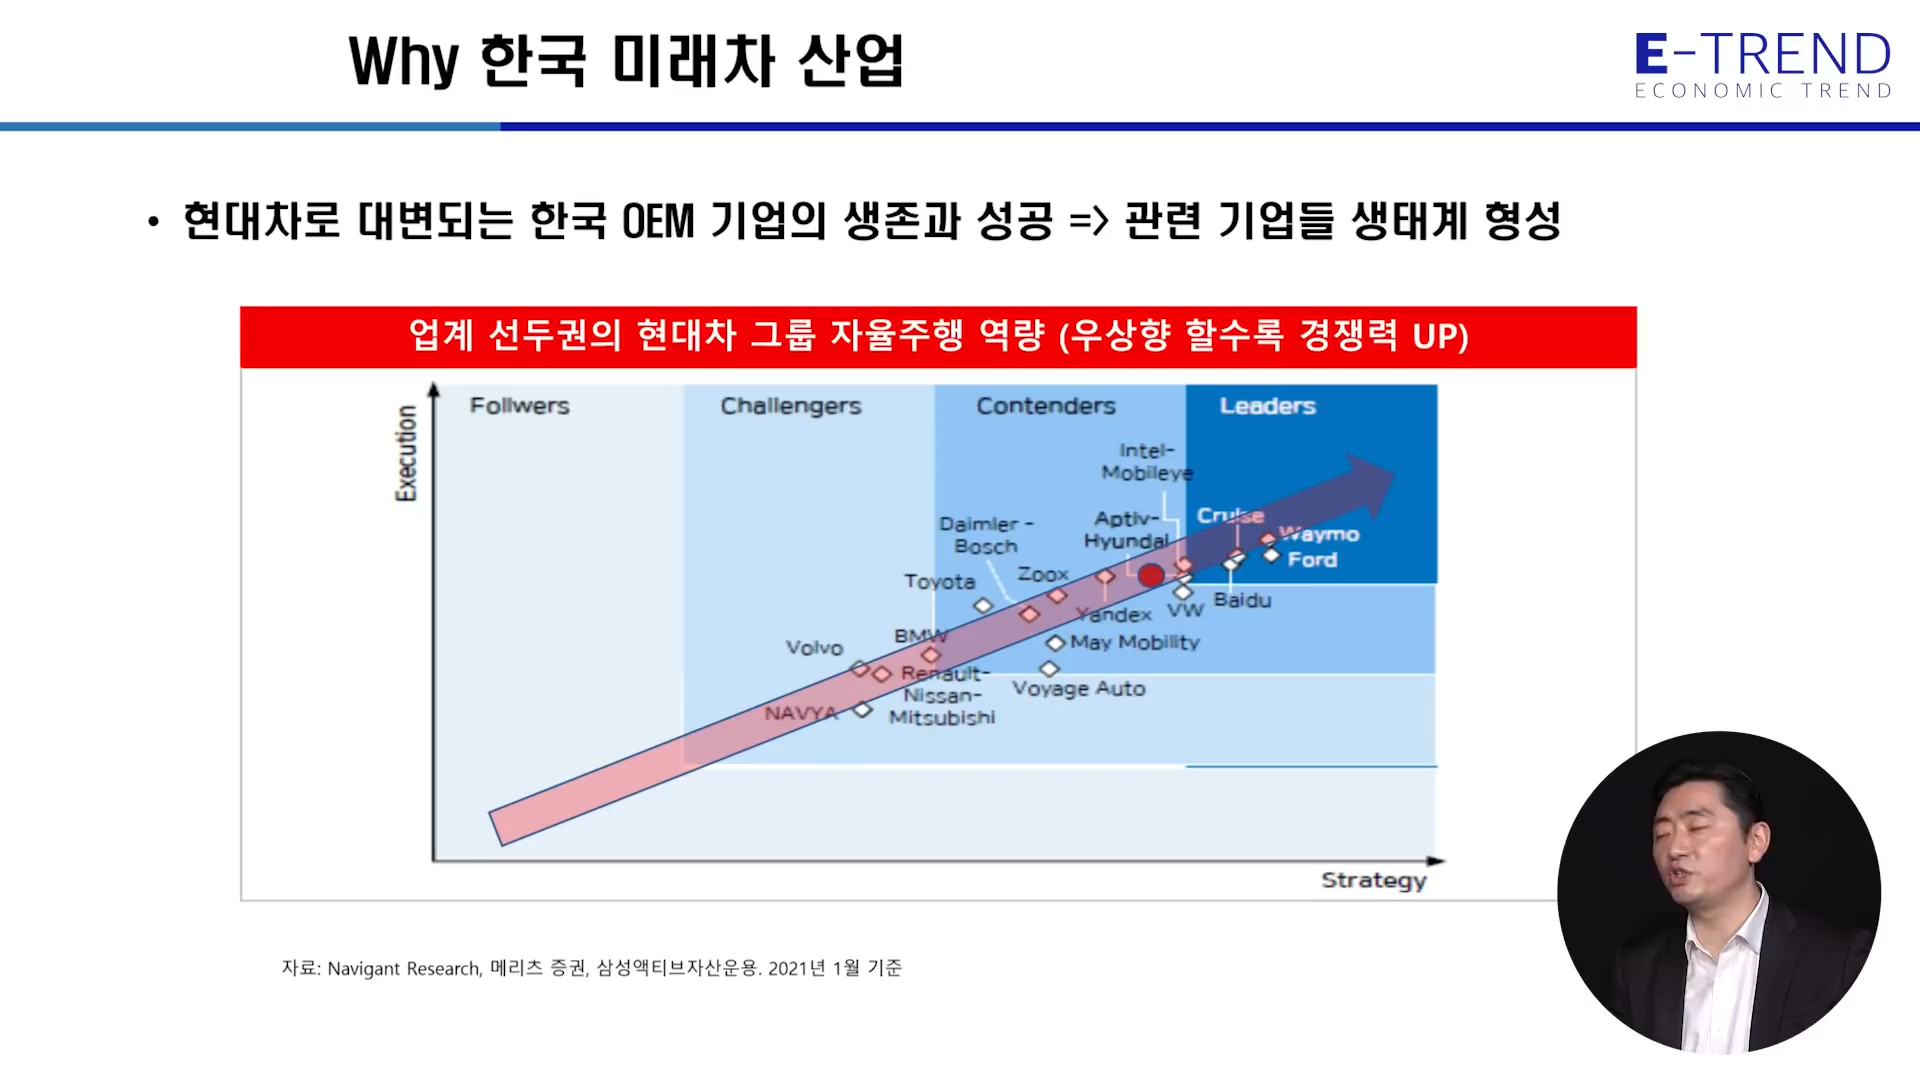 Why 한국 미래차 산업
E-TREND
ECONOMIC TREND
• 현대차로 대변되는 한국 OEM 기업의 생존과 성공 => 관련 기업들 생태계 형성
업계 선두권의 현대차 그룹 자율주행 역량 (우상향 할수록 경쟁력 UP)
Execution
Follwers
Challengers
Contenders
Leaders
Intel-
Mobileye
Aptiv-
Hyundai
Cruise
Waymo
Ford
Daimler -
Bosch
Toyota
Zoox
Yandex
VW
Baidu
BMW
Volvo
May Mobility
Renault-
Nissan-
Mitsubishi
Voyage Auto
NAVYA
Strategy
자료: Navigant Research, 메리츠 증권, 삼성액티브자산운용. 2021년 1월 기준